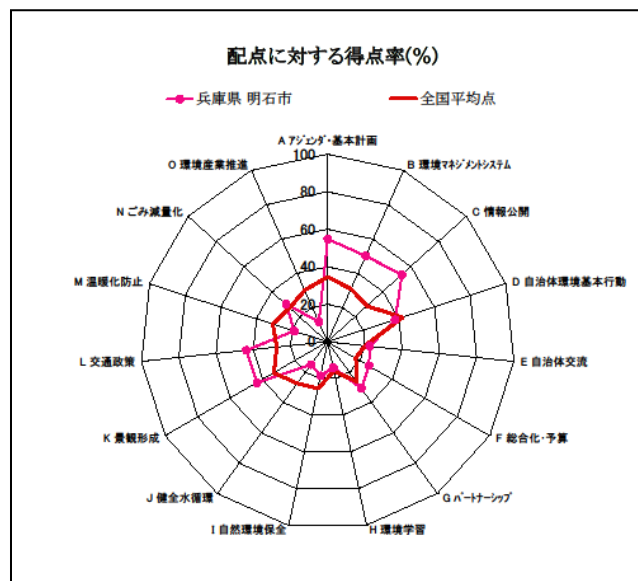 配点に対する得点率(%)
兵庫県 明石市
全国平均点
A アジェンダ・基本計画
100
O 環境産業推進
B 環境マネジメントシステム
80
N ごみ減量化
C 情報公開
60
40
M 温暖化防止
D 自治体環境基本行動
20
0
L 交通政策
E 自治体交流
K 景観形成
F 総合化・予算
J 健全水循環
G パートナーシップ
I 自然環境保全
H 環境学習